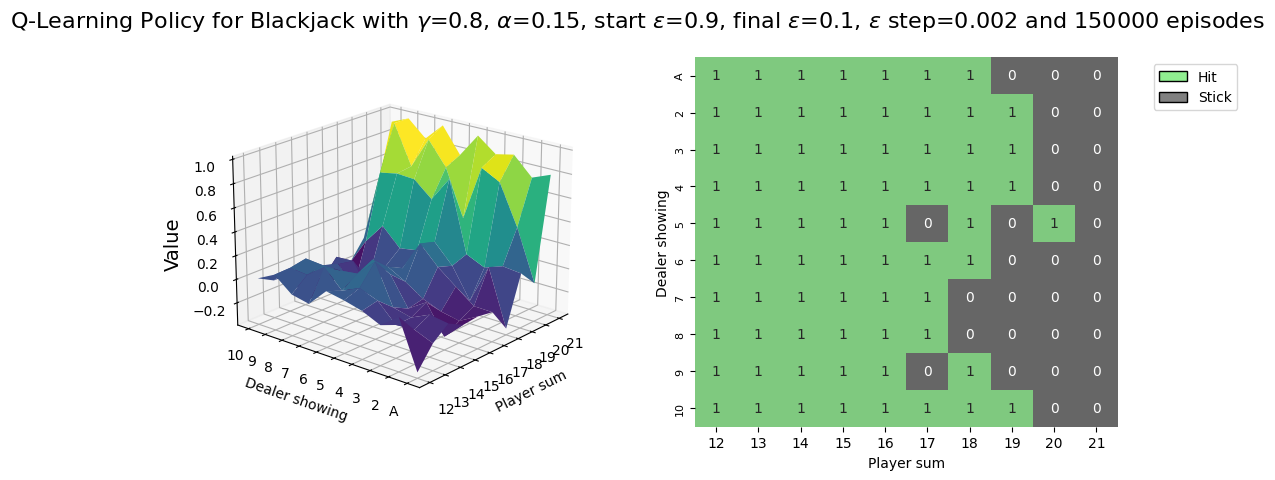 Q-Learning Policy for Blackjack with γ=0.8, α=0.15, start ε=0.9, final ε=0.1, ε step=0.002 and 150000 episodes
1.0
0.8
0.6
0.4
0.2
0.0
−0.2
Value
10 9 8 7 6 5 4 3 2 A
Dealer showing
12 13 14 15 16 17 18 19 20 21
Player sum
Hit
Stick
A 1 1 1 1 1 1 1 0 0 0
2 1 1 1 1 1 1 1 1 0 0
3 1 1 1 1 1 1 1 1 0 0
4 1 1 1 1 1 1 1 1 0 0
5 1 1 1 1 1 0 1 0 1 0
6 1 1 1 1 1 1 1 0 0 0
7 1 1 1 1 1 1 0 0 0 0
8 1 1 1 1 1 1 0 0 0 0
9 1 1 1 1 1 0 1 0 0 0
10 1 1 1 1 1 1 1 1 0 0
Dealer showing
12 13 14 15 16 17 18 19 20 21
Player sum